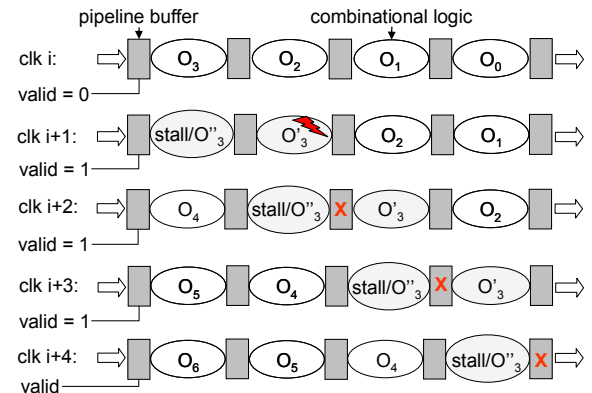 pipeline buffer combinational logic
clk i: O₃ O₂ O₁ O₀
valid = 0
clk i+1: stall/O''₃ O'₃ O₂ O₁
valid = 1
clk i+2: O₄ stall/O''₃ X O'₃ O₂
valid = 1
clk i+3: O₅ O₄ stall/O''₃ X O'₃
valid = 1
clk i+4: O₆ O₅ O₄ stall/O''₃ X
valid